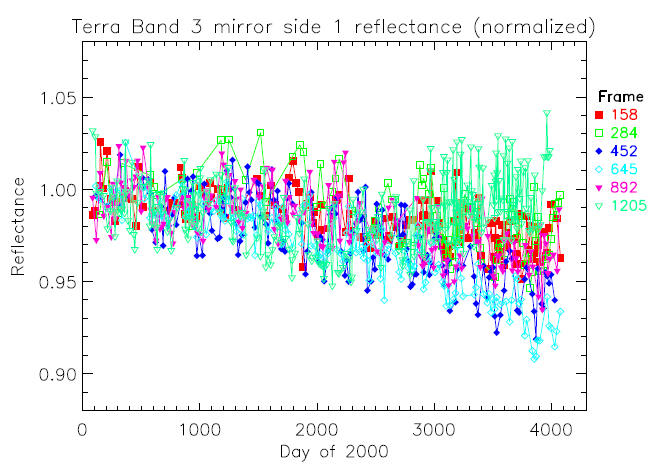 Terra Band 3 mirror side 1 reflectance (normalized)
Frame
158
284
452
645
892
1205
1.05
1.00
0.95
0.90
Reflectance
0 1000 2000 3000 4000
Day of 2000